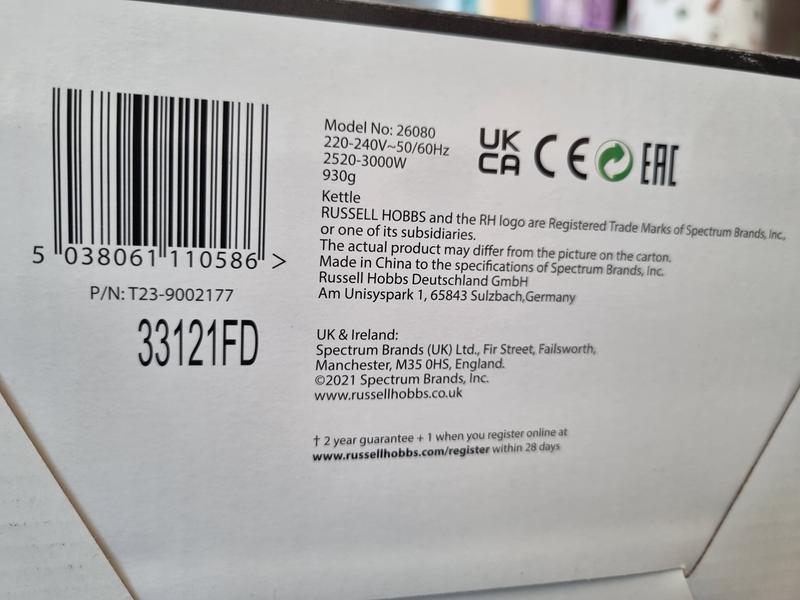 5 038061 110586 >
P/N: T23-9002177
33121FD
Model No: 26080
220-240V~50/60Hz
2520-3000W
930g
UK
CA
CE
EAC
Kettle
RUSSELL HOBBS and the RH logo are Registered Trade Marks of Spectrum Brands, Inc.,
or one of its subsidiaries.
The actual product may differ from the picture on the carton.
Made in China to the specifications of Spectrum Brands, Inc.
Russell Hobbs Deutschland GmbH
Am Unisyspark 1, 65843 Sulzbach,Germany
UK & Ireland:
Spectrum Brands (UK) Ltd., Fir Street, Failsworth,
Manchester, M35 0HS, England.
©2021 Spectrum Brands, Inc.
www.russellhobbs.co.uk
† 2 year guarantee + 1 when you register online at
www.russellhobbs.com/register within 28 days